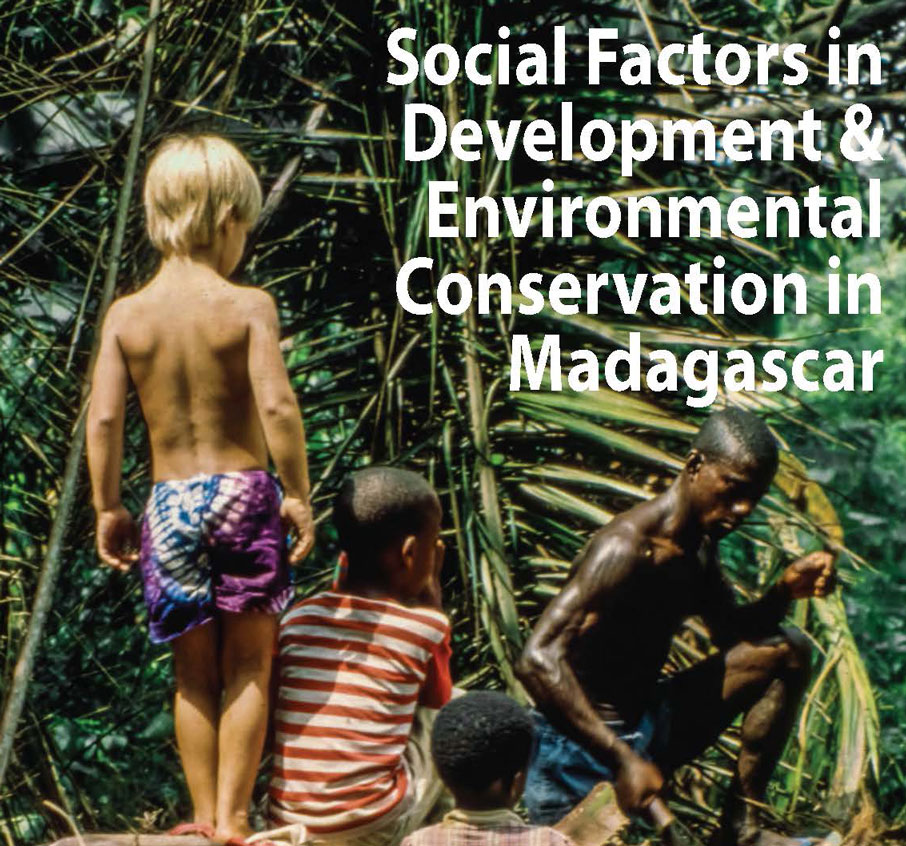 Social Factors in
Development &
Environmental
Conservation in
Madagascar